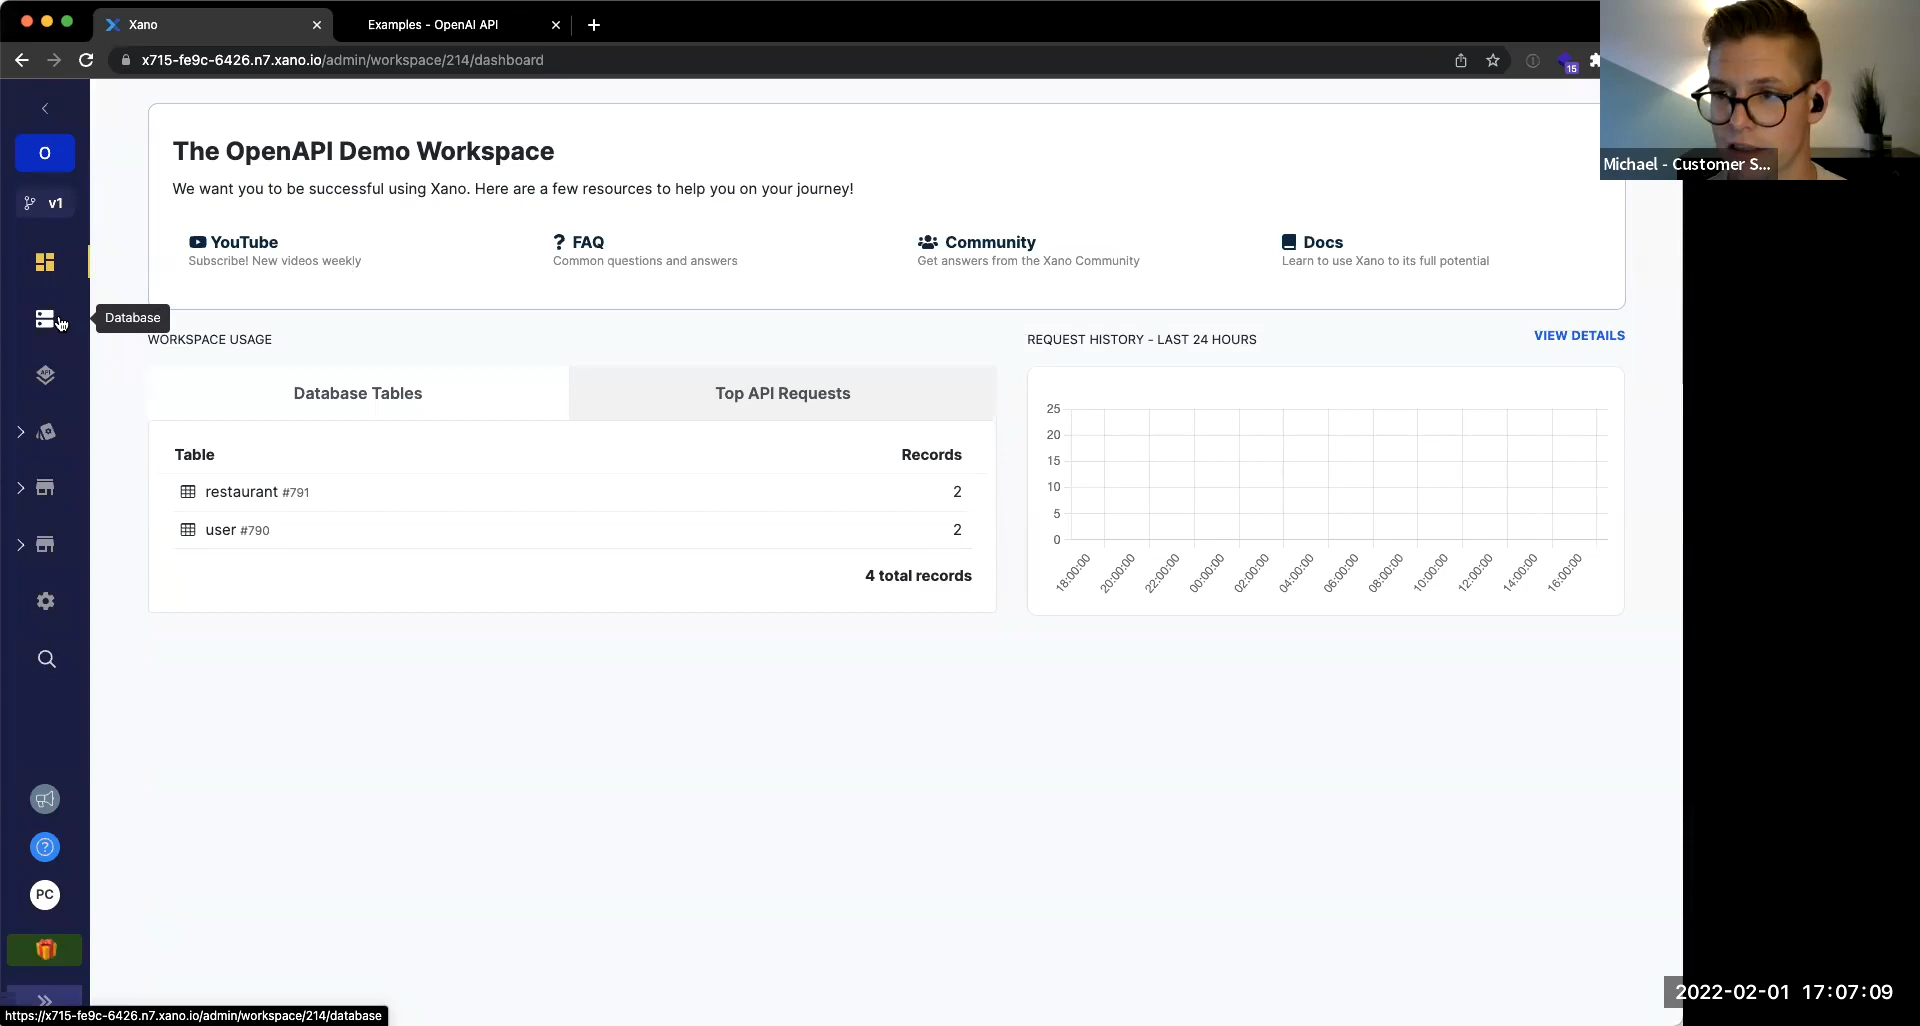 Xano
Examples - OpenAI API
x715-fe9c-6426.n7.xano.io/admin/workspace/214/dashboard
15
Michael - Customer S...
O
v1
The OpenAPI Demo Workspace
We want you to be successful using Xano. Here are a few resources to help you on your journey!
YouTube
Subscribe! New videos weekly
? FAQ
Common questions and answers
Community
Get answers from the Xano Community
Docs
Learn to use Xano to its full potential
Database
WORKSPACE USAGE
REQUEST HISTORY - LAST 24 HOURS
VIEW DETAILS
API
Database Tables
Top API Requests
Table
Records
restaurant #791
2
user #790
2
4 total records
25
20
15
10
5
0
18:00:00
20:00:00
22:00:00
00:00:00
02:00:00
04:00:00
06:00:00
08:00:00
10:00:00
12:00:00
14:00:00
16:00:00
?
PC
https://x715-fe9c-6426.n7.xano.io/admin/workspace/214/database
2022-02-01 17:07:09